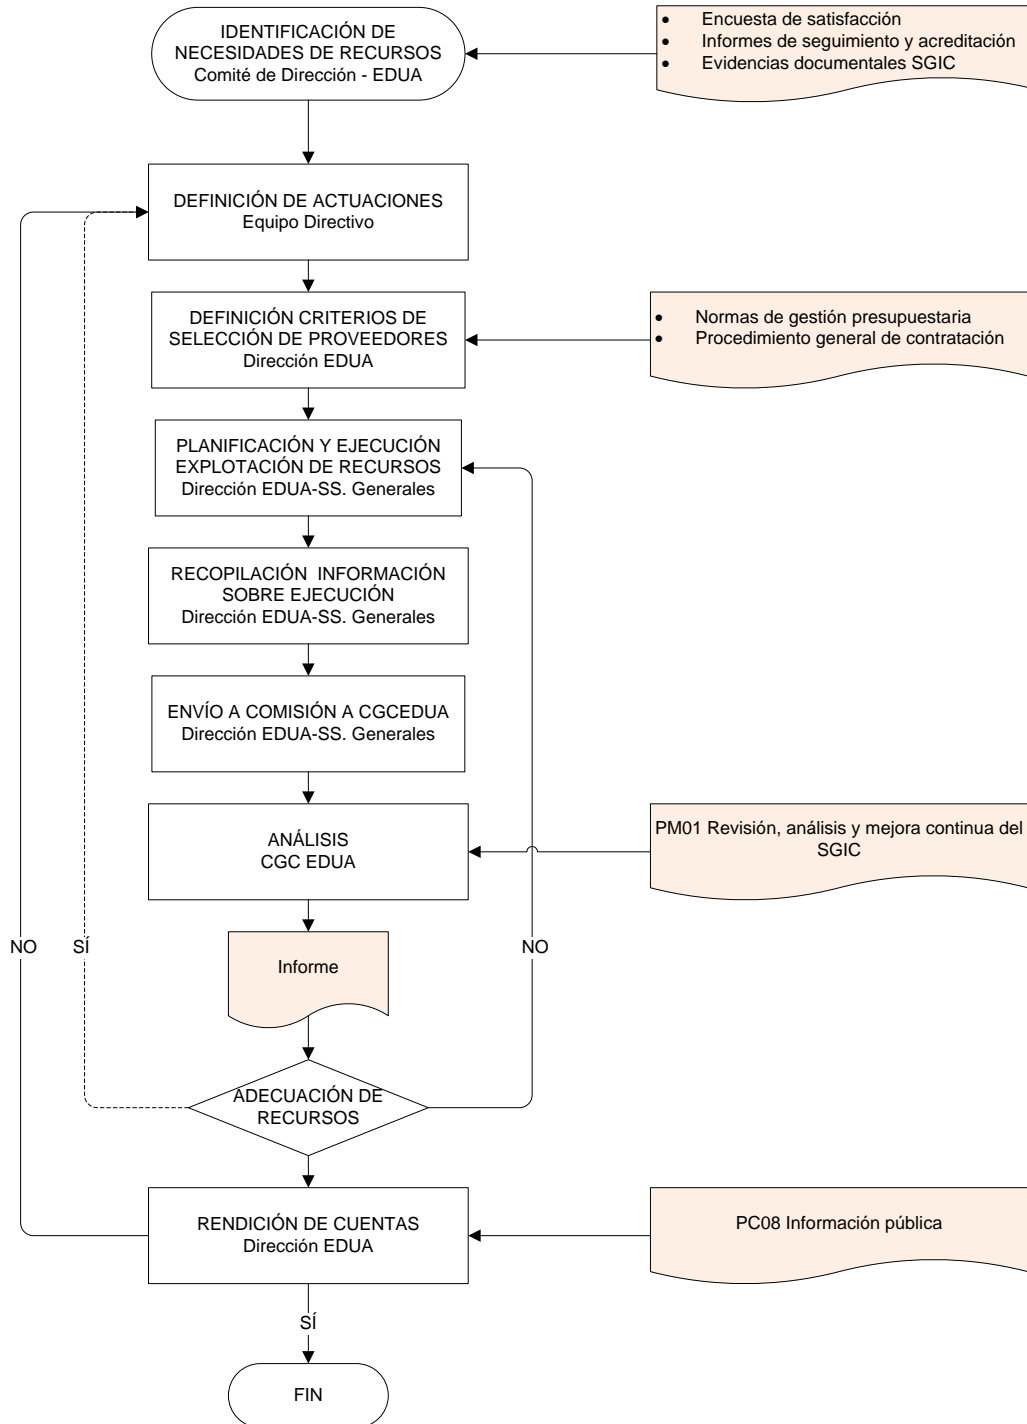 IDENTIFICACIÓN DE
NECESIDADES DE RECURSOS
Comité de Dirección - EDUA
• Encuesta de satisfacción
• Informes de seguimiento y acreditación
• Evidencias documentales SGIC
DEFINICIÓN DE ACTUACIONES
Equipo Directivo
DEFINICIÓN CRITERIOS DE
SELECCIÓN DE PROVEEDORES
Dirección EDUA
• Normas de gestión presupuestaria
• Procedimiento general de contratación
PLANIFICACIÓN Y EJECUCIÓN
EXPLOTACIÓN DE RECURSOS
Dirección EDUA-SS. Generales
RECOPILACIÓN INFORMACIÓN
SOBRE EJECUCIÓN
Dirección EDUA-SS. Generales
ENVÍO A COMISIÓN A CGCEDUA
Dirección EDUA-SS. Generales
ANÁLISIS
CGC EDUA
PM01 Revisión, análisis y mejora continua del
SGIC
NO
SÍ
NO
Informe
ADECUACIÓN DE
RECURSOS
RENDICIÓN DE CUENTAS
Dirección EDUA
PC08 Información pública
SÍ
FIN